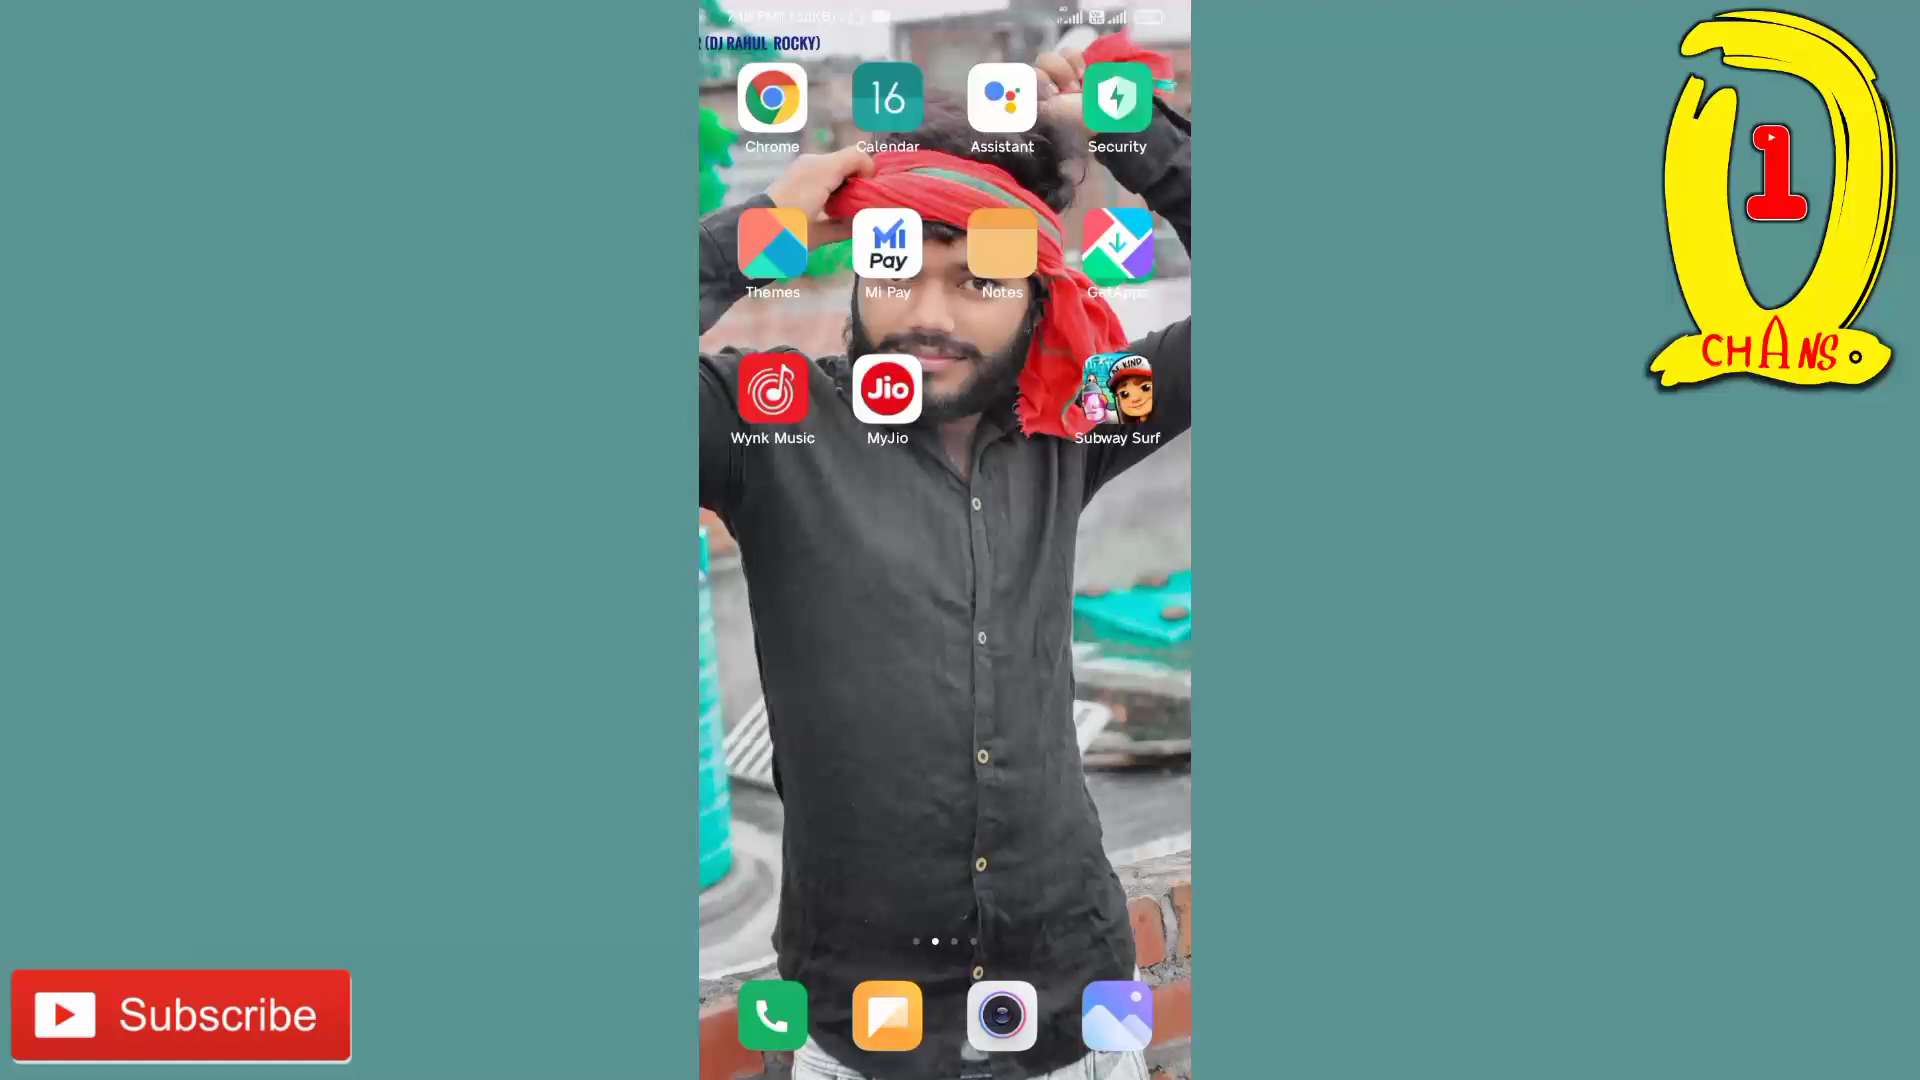 (DJ RAHUL ROCKY)
16
Chrome
Calendar
Assistant
Security
Mi
Pay
Themes
Mi Pay
Notes
GetApps
Jio
Wynk Music
MyJio
Subway Surf
1
CHANS
Subscribe